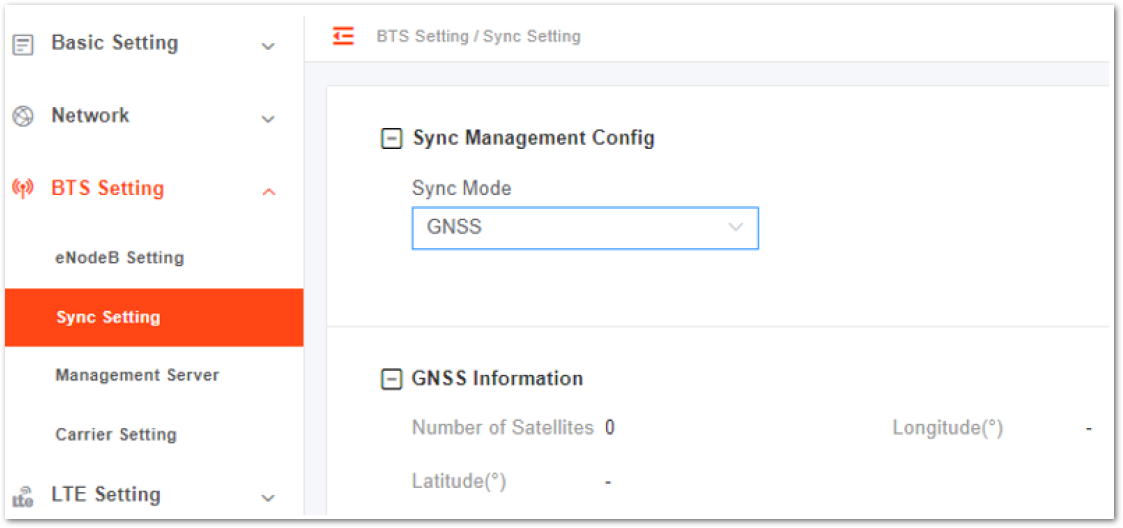 Basic Setting
Network
BTS Setting
eNodeB Setting
Sync Setting
Management Server
Carrier Setting
Lte
LTE Setting
BTS Setting / Sync Setting
Sync Management Config
Sync Mode
GNSS
GNSS Information
Number of Satellites 0 Longitude(°) -
Latitude(°) -